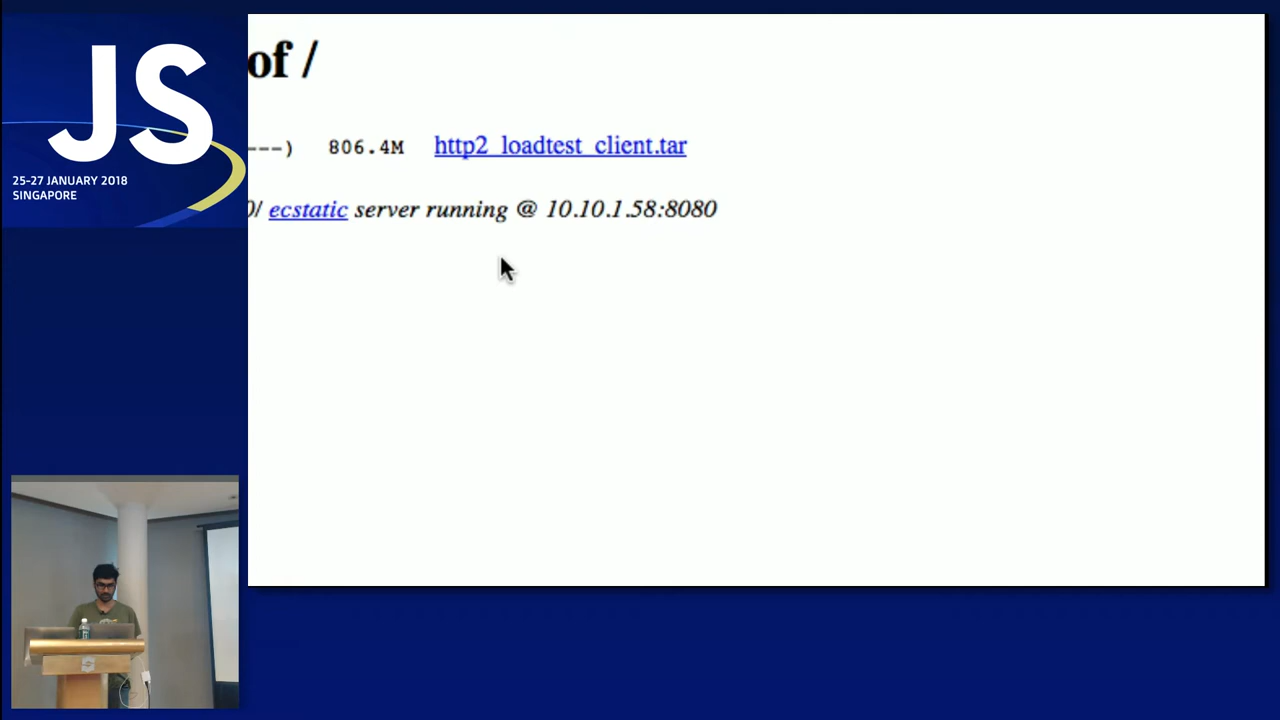 JS
25-27 JANUARY 2018
SINGAPORE
of /
---) 806.4M http2_loadtest_client.tar
0/ ecstatic server running @ 10.10.1.58:8080